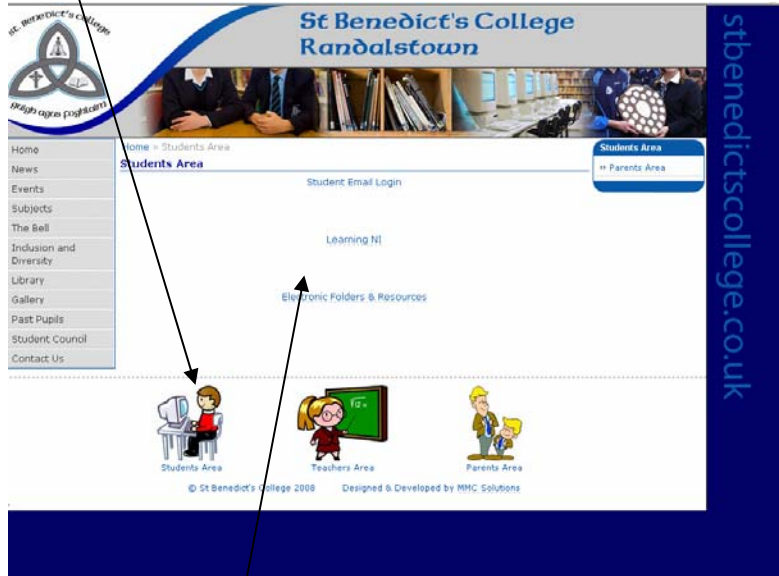 St. Benedict's College
guigh agus foghlaim
St Benedict's College
Randalstown
stbenedictscollege.co.uk
Home
News
Events
Subjects
The Bell
Inclusion and
Diversity
Library
Gallery
Past Pupils
Student Council
Contact Us
Home » Students Area
Students Area
Student Email Login
Learning NI
Electronic Folders & Resources
Students Area
» Parents Area
Students Area
Teachers Area
Parents Area
© St Benedict's College 2008 Designed & Developed by MMC Solutions